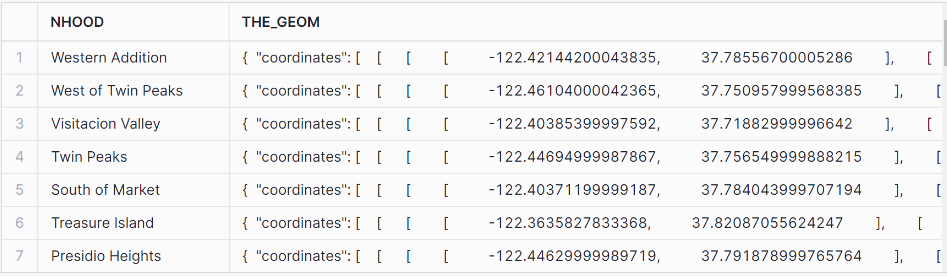 NHOOD THE_GEOM
1 Western Addition { "coordinates": [ [ [ [ -122.42144200043835, 37.78556700005286 ], [
2 West of Twin Peaks { "coordinates": [ [ [ [ -122.46104000042365, 37.750957999568385 ], [
3 Visitacion Valley { "coordinates": [ [ [ [ -122.40385399997592, 37.71882999996642 ], [
4 Twin Peaks { "coordinates": [ [ [ [ -122.44694999987867, 37.756549999888215 ], [
5 South of Market { "coordinates": [ [ [ [ -122.40371199999187, 37.784043999707194 ], [
6 Treasure Island { "coordinates": [ [ [ [ -122.3635827833368, 37.82087055624247 ], [
7 Presidio Heights { "coordinates": [ [ [ [ -122.44629999989719, 37.791878999765764 ], [